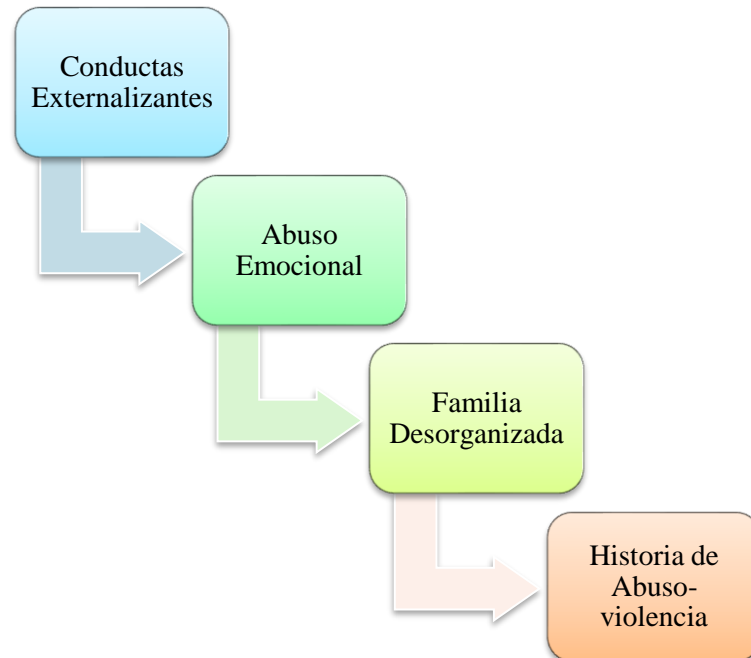 Conductas
Externalizantes
Abuso
Emocional
Familia
Desorganizada
Historia de
Abuso-
violencia